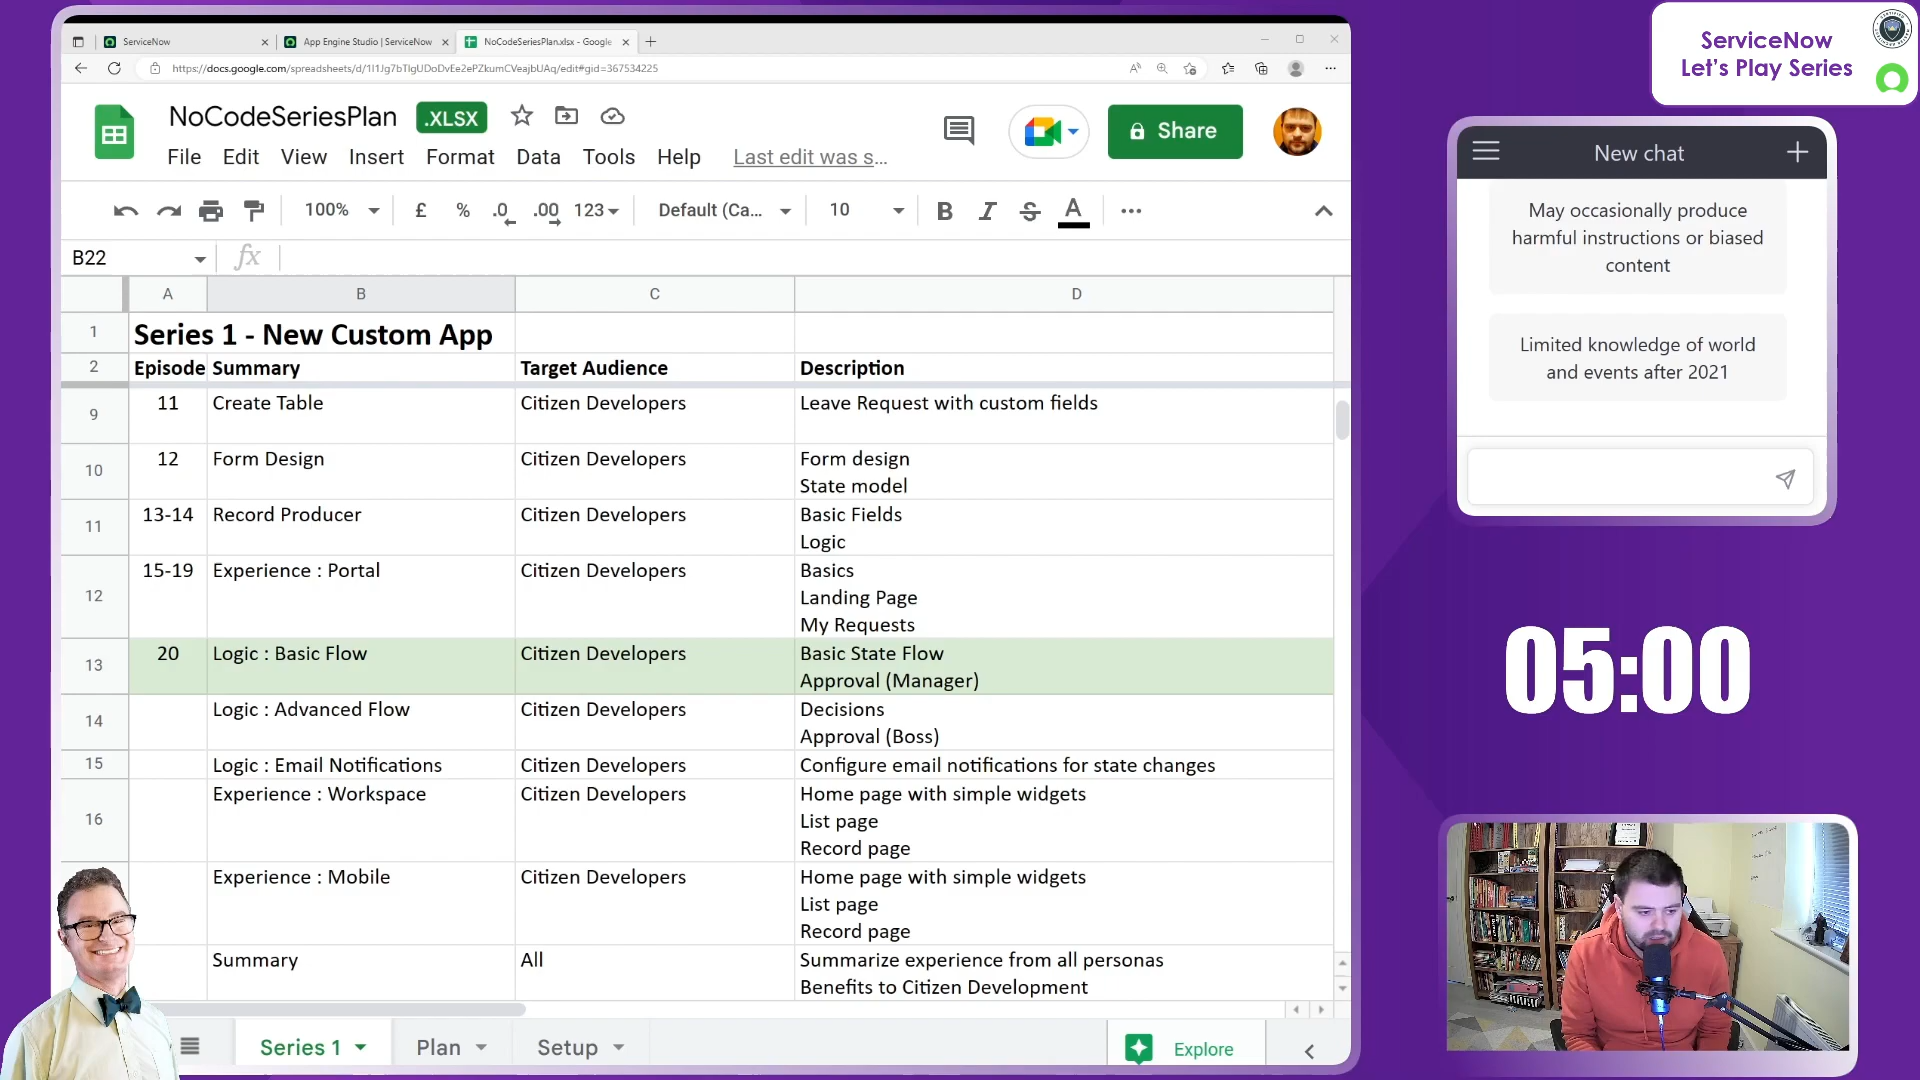 ServiceNow
App Engine Studio | ServiceNow
NoCodeSeriesPlan.xlsx - Google
NoCodeSeriesPlan
.XLSX
Share
File Edit View Insert Format Data Tools Help Last edit was s...
100% £ % .0 .00 123 Default (Ca... 10 B I S A
B22
fx
A B C D
1 Series 1 - New Custom App
2 Episode Summary Target Audience Description
9 11 Create Table Citizen Developers Leave Request with custom fields
10 12 Form Design Citizen Developers Form design
State model
11 13-14 Record Producer Citizen Developers Basic Fields
Logic
12 15-19 Experience : Portal Citizen Developers Basics
Landing Page
My Requests
13 20 Logic : Basic Flow Citizen Developers Basic State Flow
Approval (Manager)
14 Logic : Advanced Flow Citizen Developers Decisions
Approval (Boss)
15 Logic : Email Notifications Citizen Developers Configure email notifications for state changes
16 Experience : Workspace Citizen Developers Home page with simple widgets
List page
Record page
Experience : Mobile Citizen Developers Home page with simple widgets
List page
Record page
Summary All Summarize experience from all personas
Benefits to Citizen Development
Series 1 Plan Setup Explore
ServiceNow
Let's Play Series
New chat
May occasionally produce
harmful instructions or biased
content
Limited knowledge of world
and events after 2021
05:00